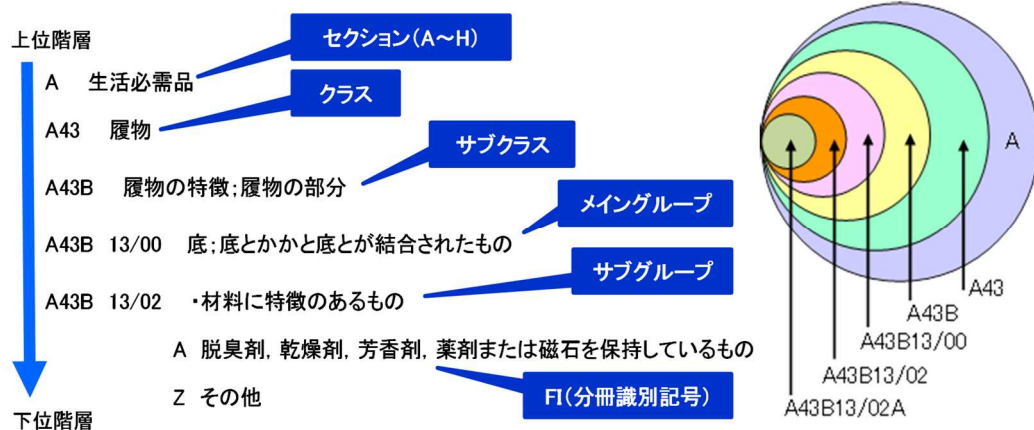 上位階層
セクション(A～H)
A 生活必需品
クラス
A43 履物
サブクラス
A43B 履物の特徴;履物の部分
メイングループ
A43B 13/00 底;底とかかと底とが結合されたもの
サブグループ
A43B 13/02 ・材料に特徴のあるもの
A 脱臭剤, 乾燥剤, 芳香剤, 薬剤または磁石を保持しているもの
Z その他
FI(分冊識別記号)
下位階層
A
A43
A43B
A43B13/00
A43B13/02
A43B13/02A